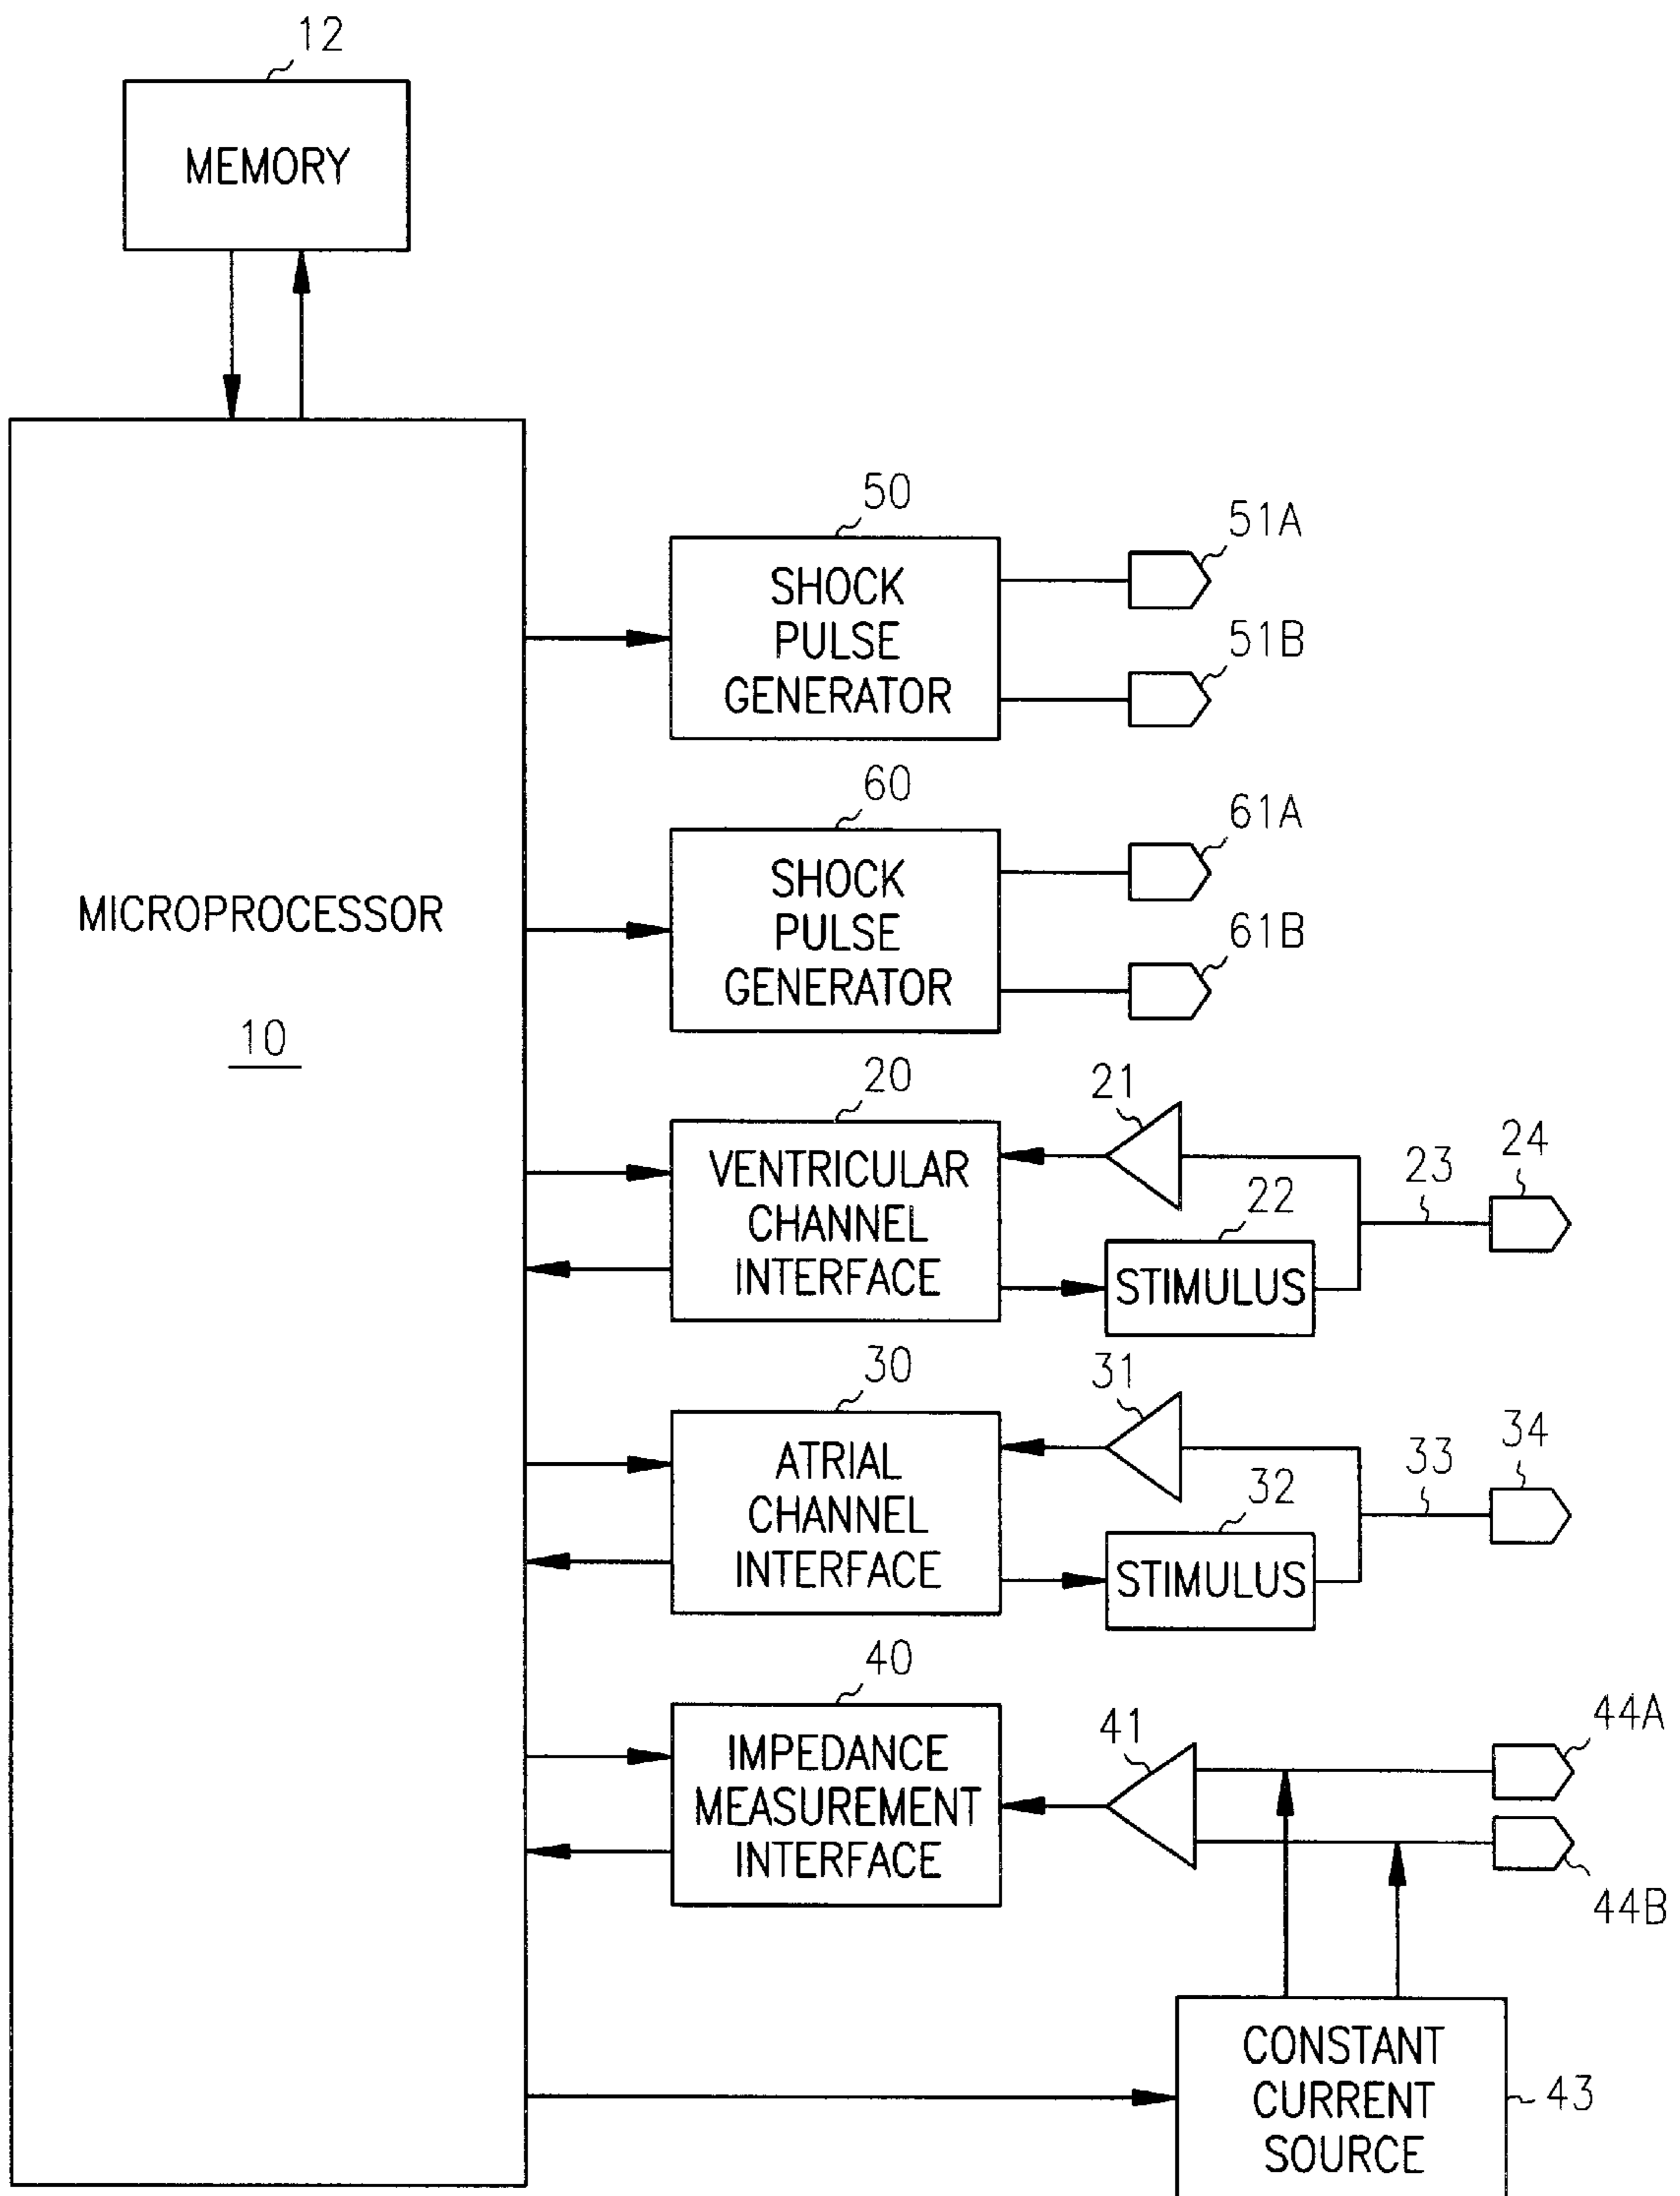 12
MEMORY
50
SHOCK
PULSE
GENERATOR
51A
51B
60
SHOCK
PULSE
GENERATOR
61A
61B
MICROPROCESSOR
10
20
VENTRICULAR
CHANNEL
INTERFACE
21
22
STIMULUS
23
24
30
ATRIAL
CHANNEL
INTERFACE
31
32
STIMULUS
33
34
40
IMPEDANCE
MEASUREMENT
INTERFACE
41
44A
44B
CONSTANT
CURRENT
SOURCE
43